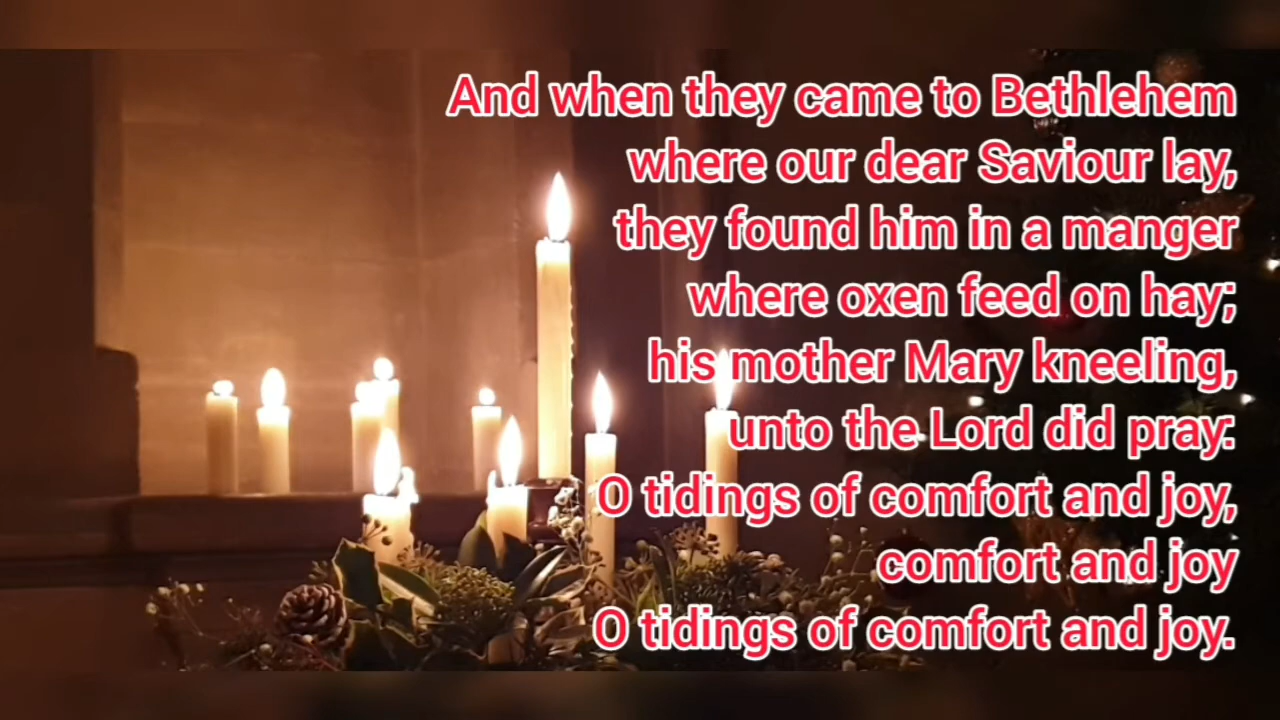 And when they came to Bethlehem
where our dear Saviour lay,
they found him in a manger
where oxen feed on hay;
his mother Mary kneeling,
unto the Lord did pray:
O tidings of comfort and joy,
comfort and joy
O tidings of comfort and joy.